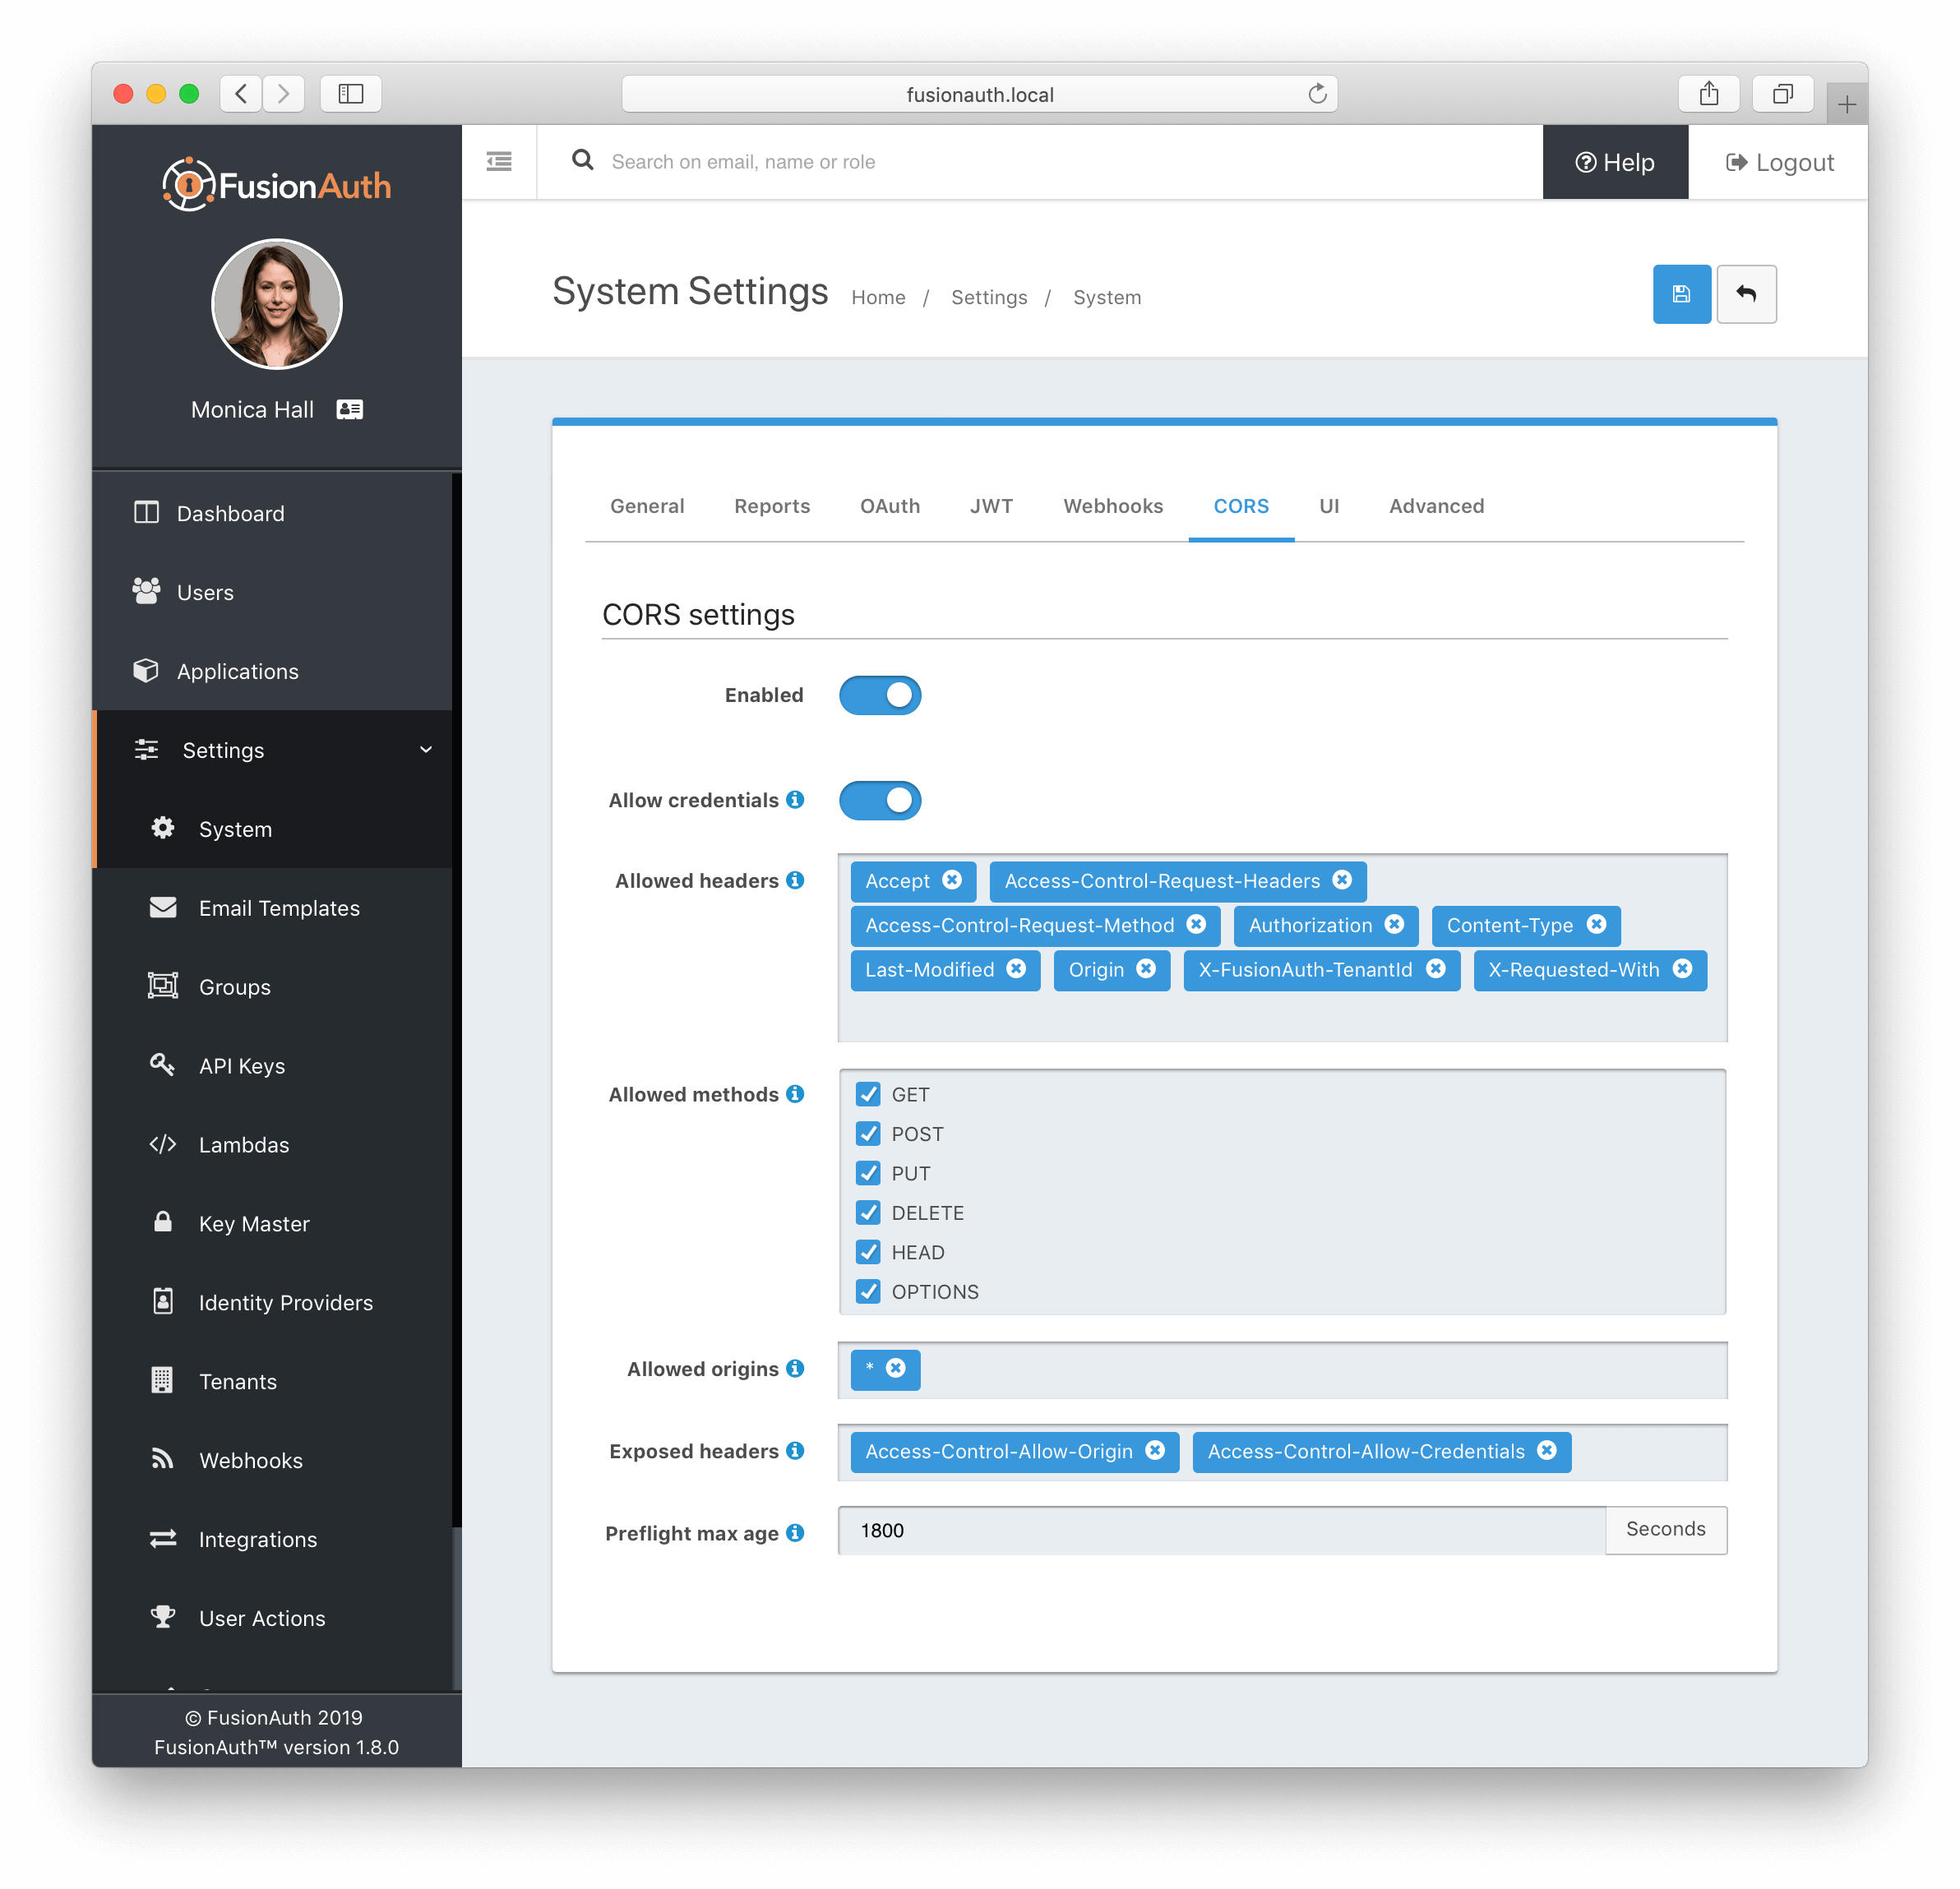 fusionauth.local
FusionAuth
Search on email, name or role
Help
Logout
Monica Hall
System Settings
Home / Settings / System
Dashboard
Users
Applications
Settings
System
Email Templates
Groups
API Keys
Lambdas
Key Master
Identity Providers
Tenants
Webhooks
Integrations
User Actions
© FusionAuth 2019
FusionAuth™ version 1.8.0
General Reports OAuth JWT Webhooks CORS UI Advanced
CORS settings
Enabled
Allow credentials
Allowed headers
Accept Access-Control-Request-Headers
Access-Control-Request-Method Authorization Content-Type
Last-Modified Origin X-FusionAuth-TenantId X-Requested-With
Allowed methods
GET
POST
PUT
DELETE
HEAD
OPTIONS
Allowed origins *
Exposed headers Access-Control-Allow-Origin Access-Control-Allow-Credentials
Preflight max age 1800 Seconds